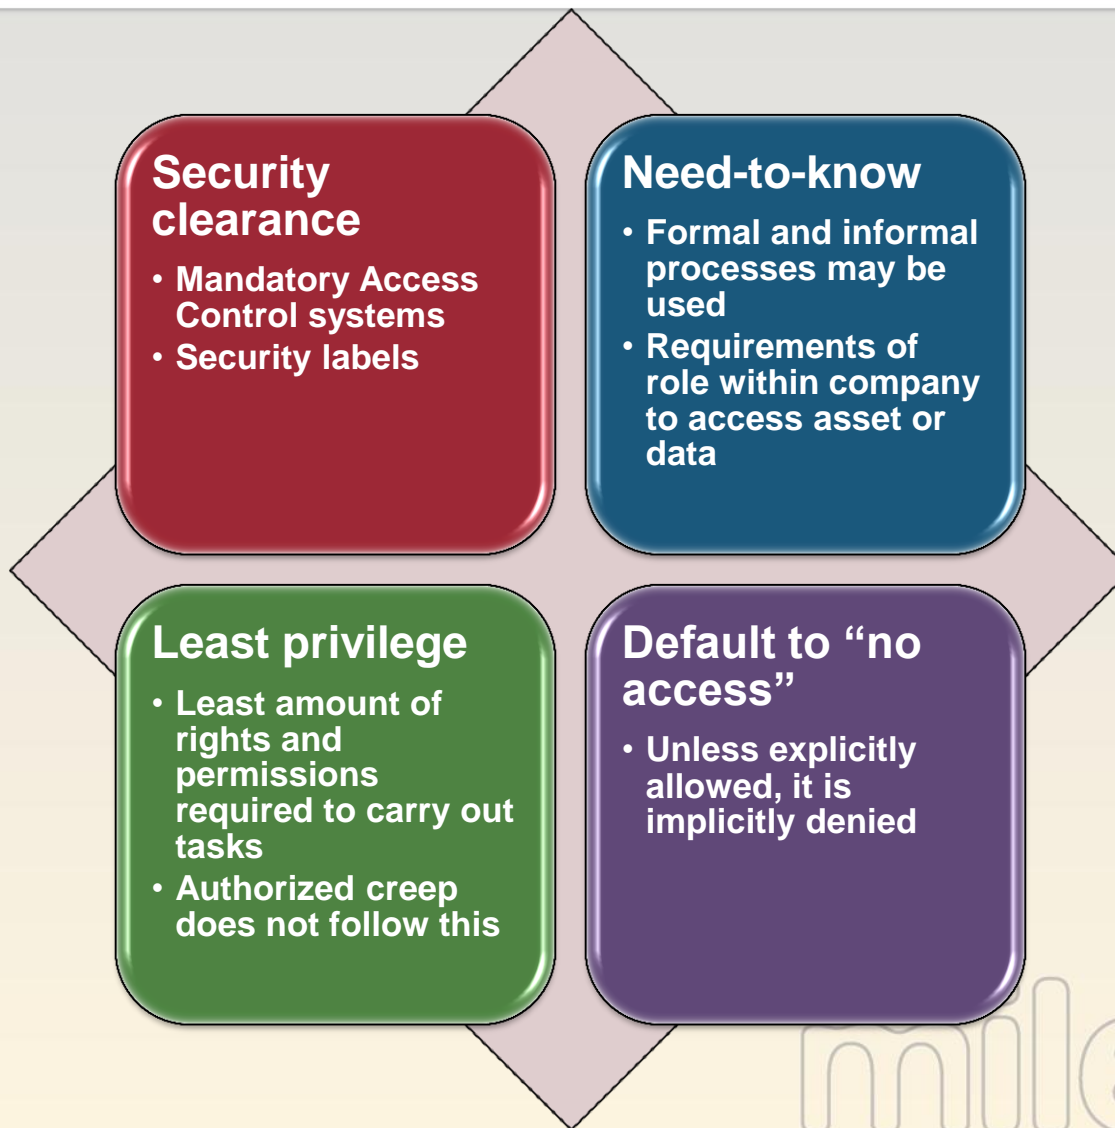 Security
clearance
• Mandatory Access
Control systems
• Security labels
Need-to-know
• Formal and informal
processes may be
used
• Requirements of
role within company
to access asset or
data
Least privilege
• Least amount of
rights and
permissions
required to carry out
tasks
• Authorized creep
does not follow this
Default to “no
access”
• Unless explicitly
allowed, it is
implicitly denied